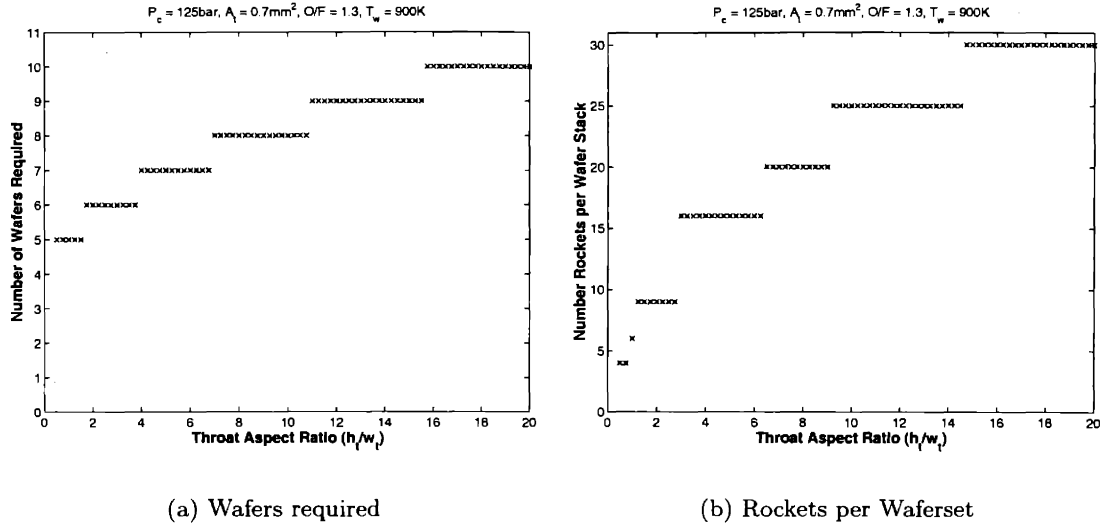 P_c = 125bar, A_t = 0.7mm², O/F = 1.3, T_w = 900K
11
10
9
8
7
6
5
4
3
2
1
0
Number of Wafers Required
0 2 4 6 8 10 12 14 16 18 20
Throat Aspect Ratio (h_t/w_t)
(a) Wafers required
P_c = 125bar, A_t = 0.7mm², O/F = 1.3, T_w = 900K
30
25
20
15
10
5
0
Number Rockets per Wafer Stack
0 2 4 6 8 10 12 14 16 18 20
Throat Aspect Ratio (h_t/w_t)
(b) Rockets per Waferset